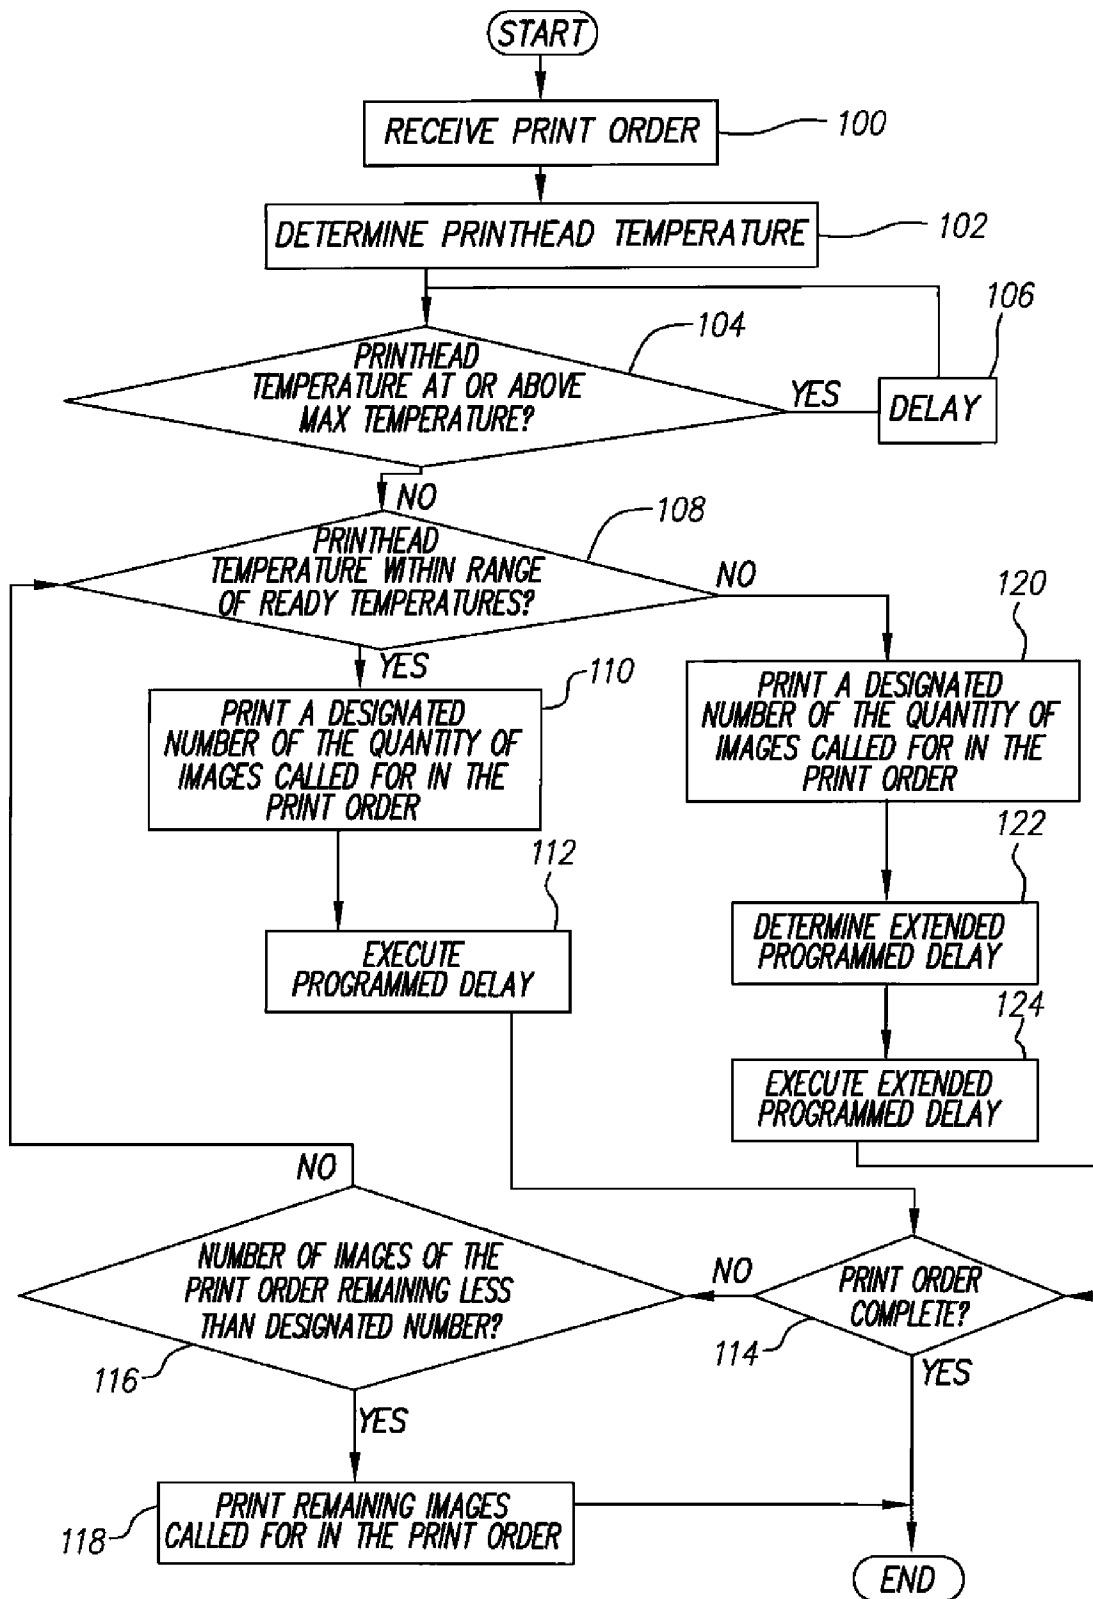 START
RECEIVE PRINT ORDER
100
DETERMINE PRINTHEAD TEMPERATURE
102
106
104
PRINTHEAD
TEMPERATURE AT OR ABOVE
MAX TEMPERATURE?
YES
DELAY
NO
108
PRINTHEAD
TEMPERATURE WITHIN RANGE
OF READY TEMPERATURES?
NO
YES
110
PRINT A DESIGNATED
NUMBER OF THE QUANTITY OF
IMAGES CALLED FOR IN THE
PRINT ORDER
120
PRINT A DESIGNATED
NUMBER OF THE QUANTITY OF
IMAGES CALLED FOR IN THE
PRINT ORDER
112
EXECUTE
PROGRAMMED DELAY
122
DETERMINE EXTENDED
PROGRAMMED DELAY
124
EXECUTE EXTENDED
PROGRAMMED DELAY
NO
NUMBER OF IMAGES OF THE
PRINT ORDER REMAINING LESS
THAN DESIGNATED NUMBER?
116
NO
PRINT ORDER
COMPLETE?
114
YES
YES
PRINT REMAINING IMAGES
CALLED FOR IN THE PRINT ORDER
118
END